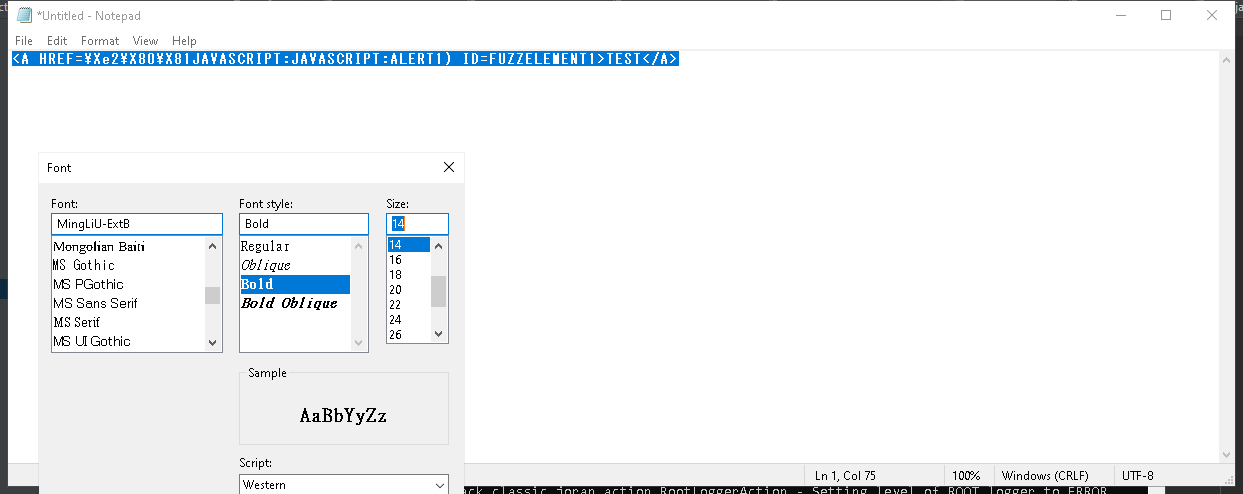 *Untitled - Notepad
File Edit Format View Help
<A HREF=¥Xe2¥X80¥X81JAVASCRIPT:JAVASCRIPT:ALERT1) ID=FUZZELEMENT1>TEST</A>
Font
Font: Font style: Size:
MingLiU-ExtB Bold 14
Mongolian Baiti Regular 14
MS Gothic Oblique 16
MS PGothic Bold 18
MS Sans Serif Bold Oblique 20
MS Serif 22
MS UI Gothic 24
26
Sample
AaBbYyZz
Script:
Western
Ln 1, Col 75 100% Windows (CRLF) UTF-8
ack classic joran action RootLoggerAction - Setting level of ROOT logger to ERROR